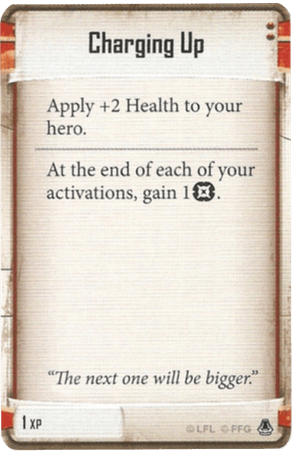 Charging Up
Apply +2 Health to your
hero.
At the end of each of your
activations, gain 1.
“The next one will be bigger.”
1 XP
© LFL © FFG